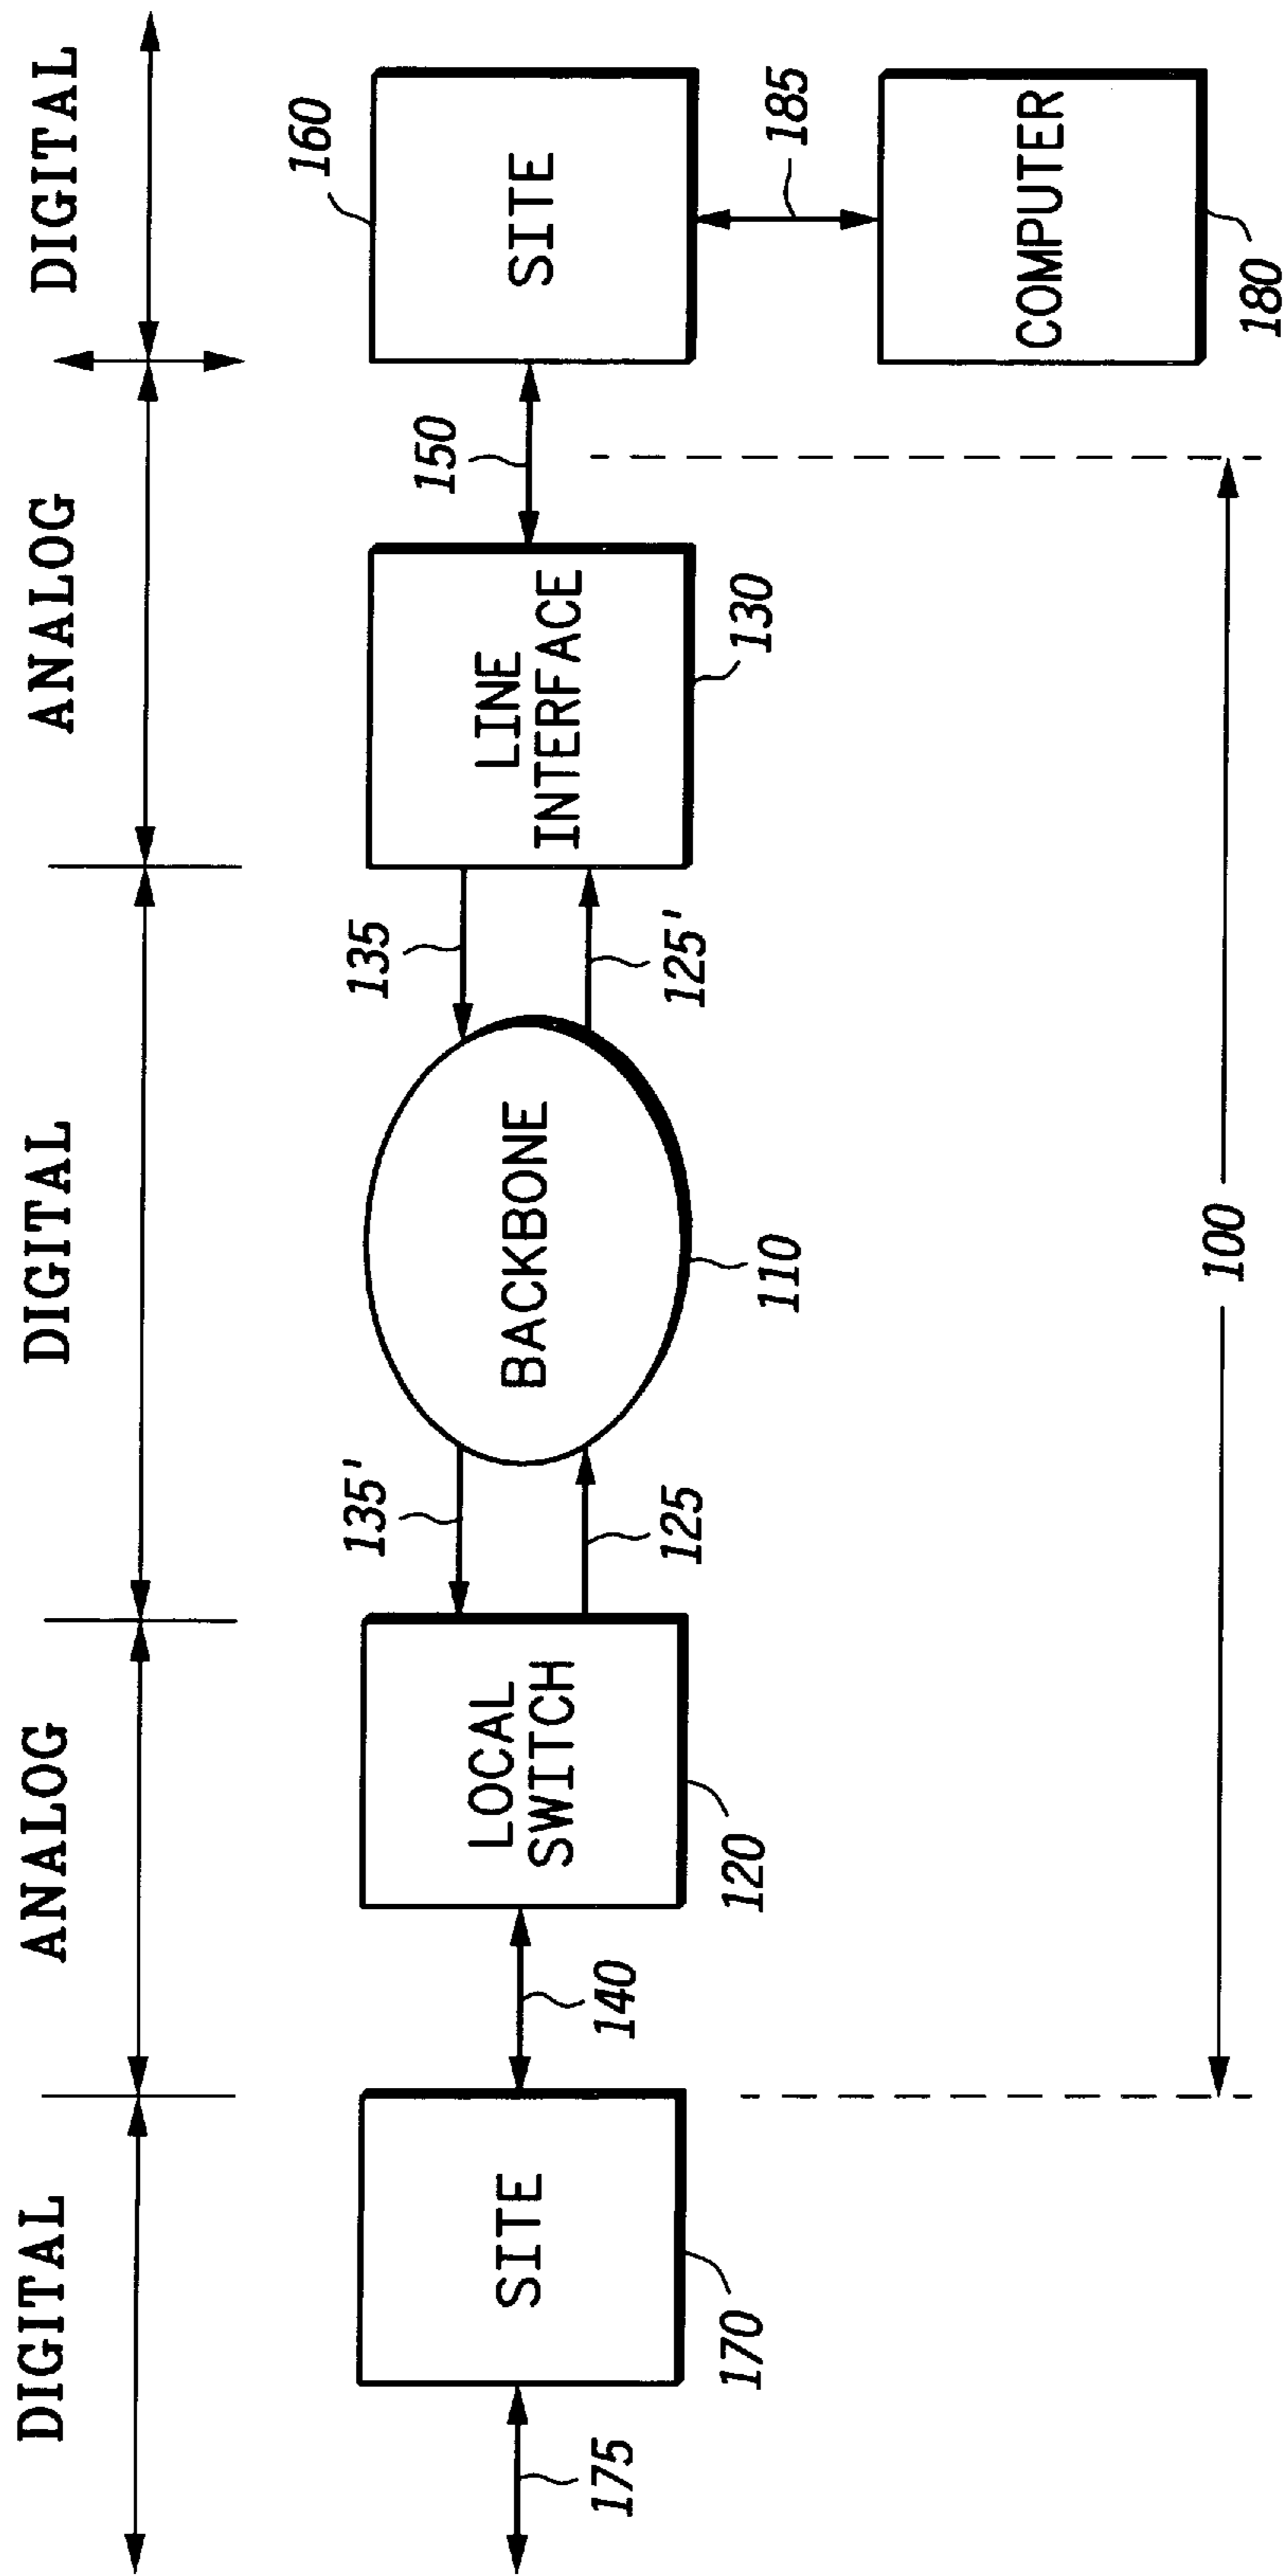 DIGITAL
ANALOG
DIGITAL
ANALOG
DIGITAL
135'
135
150
160
175
SITE
140
LOCAL
SWITCH
BACKBONE
LINE
INTERFACE
SITE
170
120
125
110
125'
130
185
COMPUTER
180
100